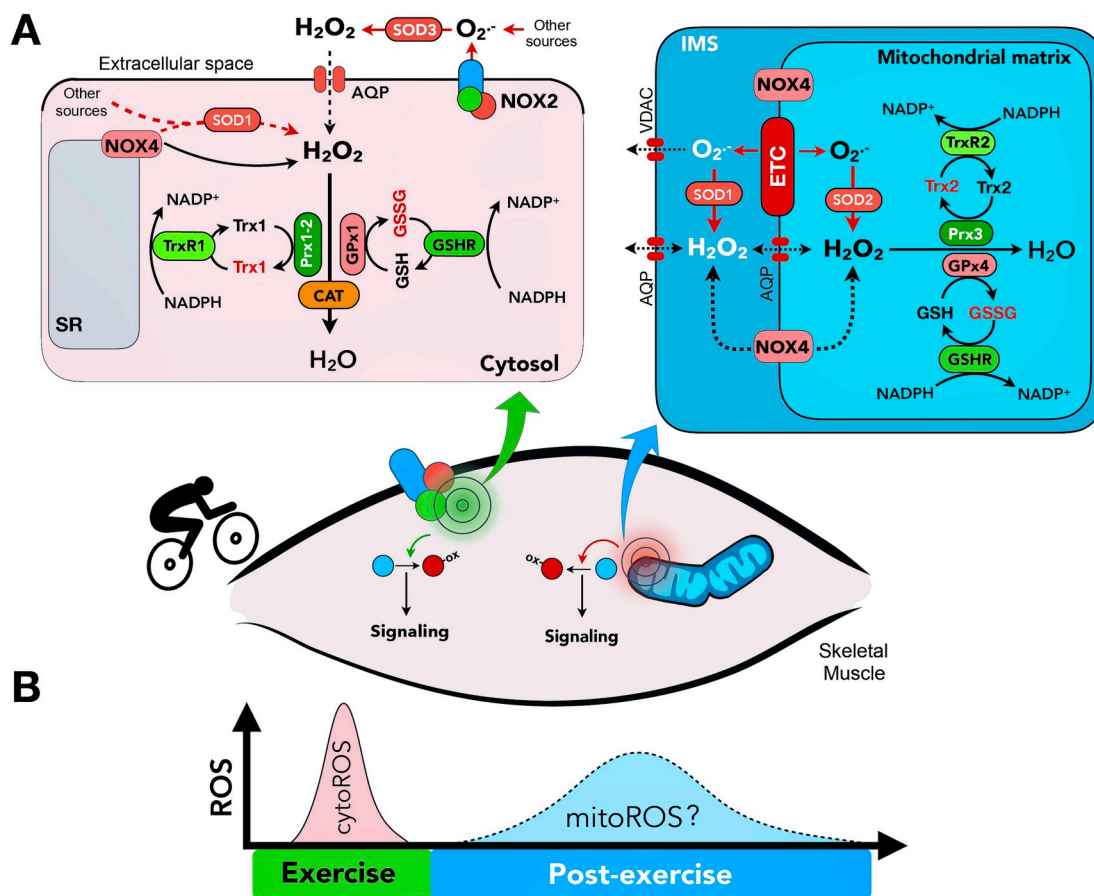 A
H₂O₂
SOD3
O₂·-
Other
sources
Extracellular space
AQP
NOX2
Other
sources
SOD1
NOX4
H₂O₂
NADP⁺
Trx1
TrxR1
Trx1
NADPH
Prx1-2
GPx1
GSSG
GSH
GSHR
NADP⁺
NADPH
CAT
SR
H₂O
Cytosol
IMS
Mitochondrial matrix
NOX4
VDAC
O₂·-
ETC
O₂·-
SOD1
SOD2
H₂O₂
H₂O₂
AQP
AQP
NOX4
NADP⁺
NADPH
TrxR2
Trx2
Trx2
Prx3
H₂O
GPx4
GSH
GSSG
GSHR
NADPH
NADP⁺
ox
ox
Signaling
Signaling
Skeletal
Muscle
B
ROS
cytoROS
mitoROS?
Exercise
Post-exercise